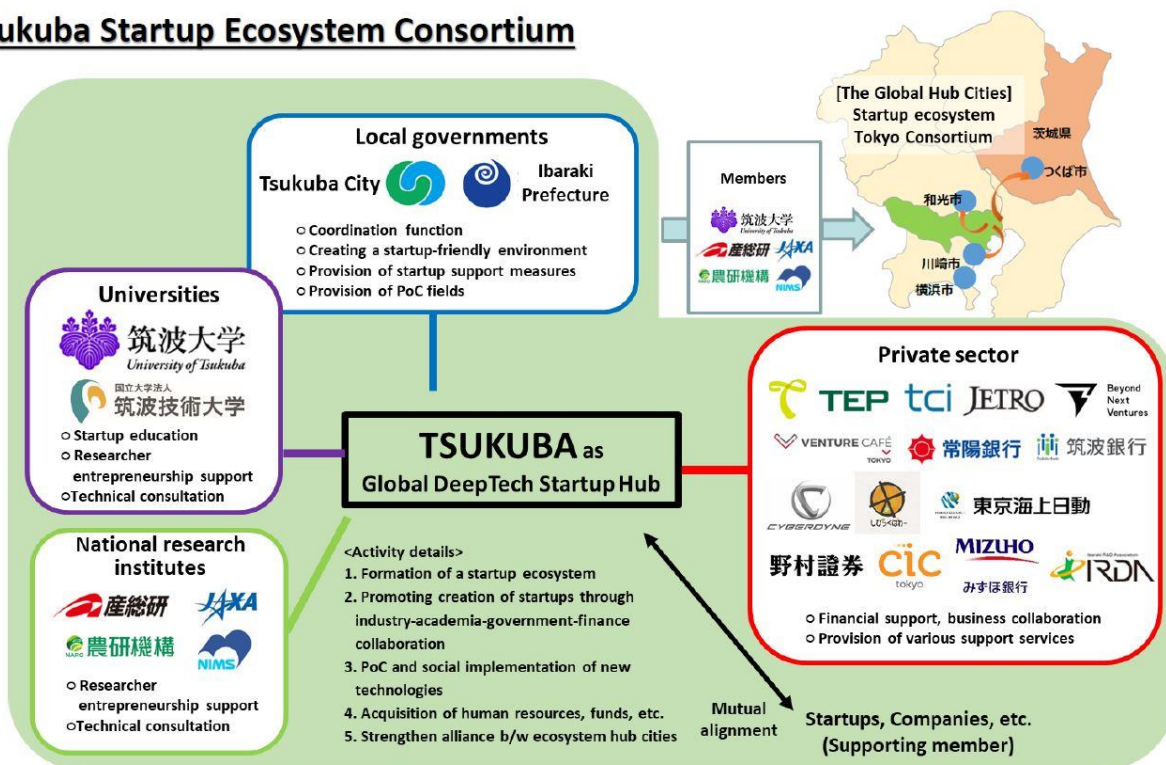 ukuba Startup Ecosystem Consortium
[The Global Hub Cities]
Startup ecosystem
Tokyo Consortium
茨城県
つくば市
和光市
川崎市
横浜市
Members
筑波大学
University of Tsukuba
産総研
JAXA
農研機構
NIMS
Local governments
Tsukuba City
Ibaraki
Prefecture
○ Coordination function
○ Creating a startup-friendly environment
○ Provision of startup support measures
○ Provision of PoC fields
Universities
筑波大学
University of Tsukuba
国立大学法人
筑波技術大学
○ Startup education
○ Researcher
entrepreneurship support
○Technical consultation
National research
institutes
産総研
JAXA
NARO
農研機構
NIMS
○ Researcher
entrepreneurship support
○Technical consultation
TSUKUBA as
Global DeepTech Startup Hub
<Activity details>
1. Formation of a startup ecosystem
2. Promoting creation of startups through
industry-academia-government-finance
collaboration
3. PoC and social implementation of new
technologies
4. Acquisition of human resources, funds, etc.
5. Strengthen alliance b/w ecosystem hub cities
Private sector
TEP
tci
JETRO
Beyond
Next
Ventures
VENTURE CAFÉ
TOKYO
常陽銀行
筑波銀行
CYBERDYNE
しびっくぱわー
東京海上日動
野村證券
CIC
tokyo
MIZUHO
みずほ銀行
IRDA
○ Financial support, business collaboration
○ Provision of various support services
Mutual
alignment
Startups, Companies, etc.
(Supporting member)